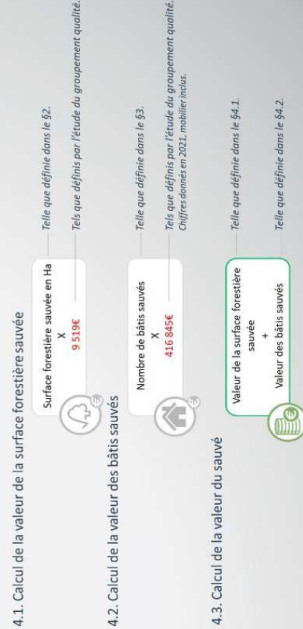 4.1. Calcul de la valeur de la surface forestière sauvée
Surface forestière sauvée en Ha
X
9 519€
Telle que définie dans le §2.
Tels que définis par l'étude du groupement qualité.
4.2. Calcul de la valeur des bâtis sauvés
Nombre de bâtis sauvés
X
416 845€
Telle que définie dans le §3.
Tels que définis par l'étude du groupement qualité.
Chiffres donnés en 2021, mobilier inclus.
4.3. Calcul de la valeur du sauvé
Valeur de la surface forestière
sauvée
+
Valeur des bâtis sauvés
Telle que définie dans le §4.1.
Telle que définie dans le §4.2.